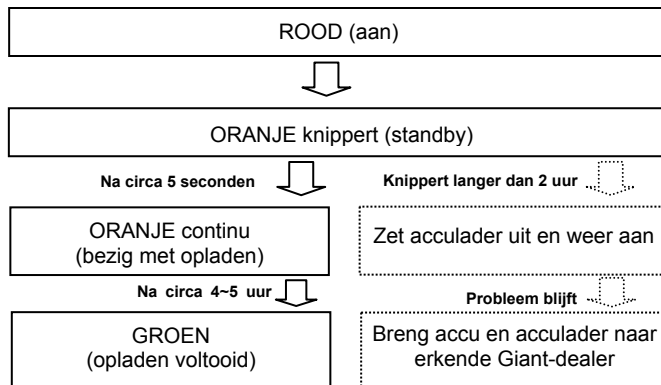 ROOD (aan)
ORANJE knippert (standby)
Na circa 5 seconden
Knippert langer dan 2 uur
ORANJE continu
(bezig met opladen)
Zet acculader uit en weer aan
Na circa 4~5 uur
Probleem blijft
GROEN
(opladen voltooid)
Breng accu en acculader naar
erkende Giant-dealer